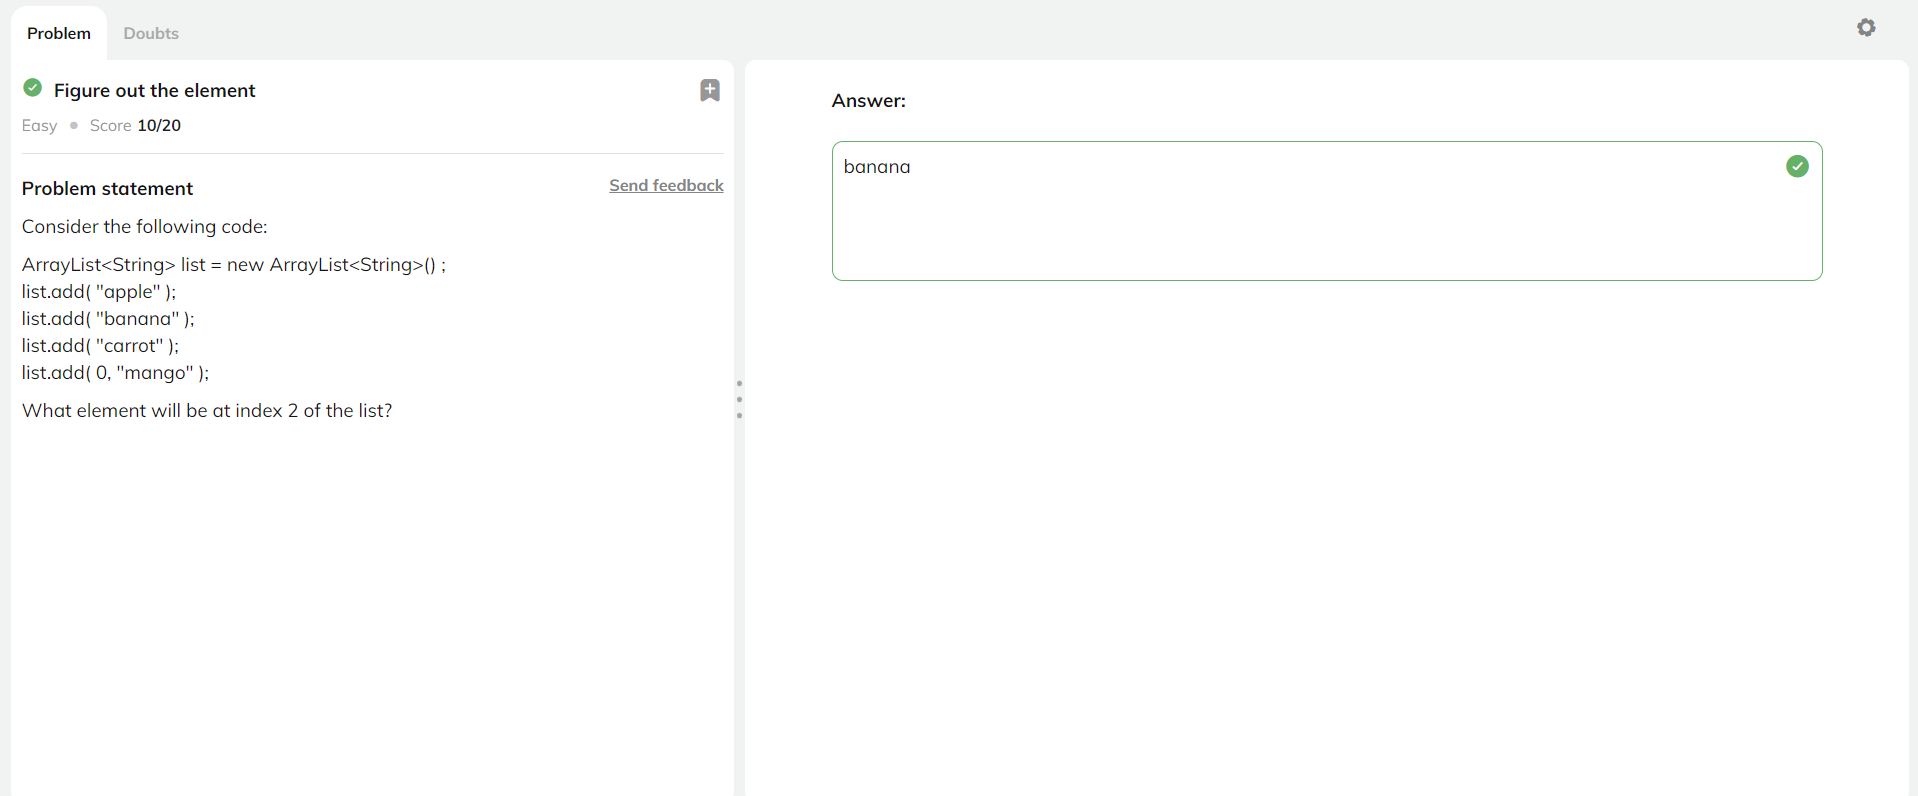 Problem
Doubts
Figure out the element
Easy
Score 10/20
Problem statement
Send feedback
Consider the following code:
ArrayList<String> list = new ArrayList<String>() ;
list.add( "apple" );
list.add( "banana" );
list.add( "carrot" );
list.add( 0, "mango" );
What element will be at index 2 of the list?
Answer:
banana